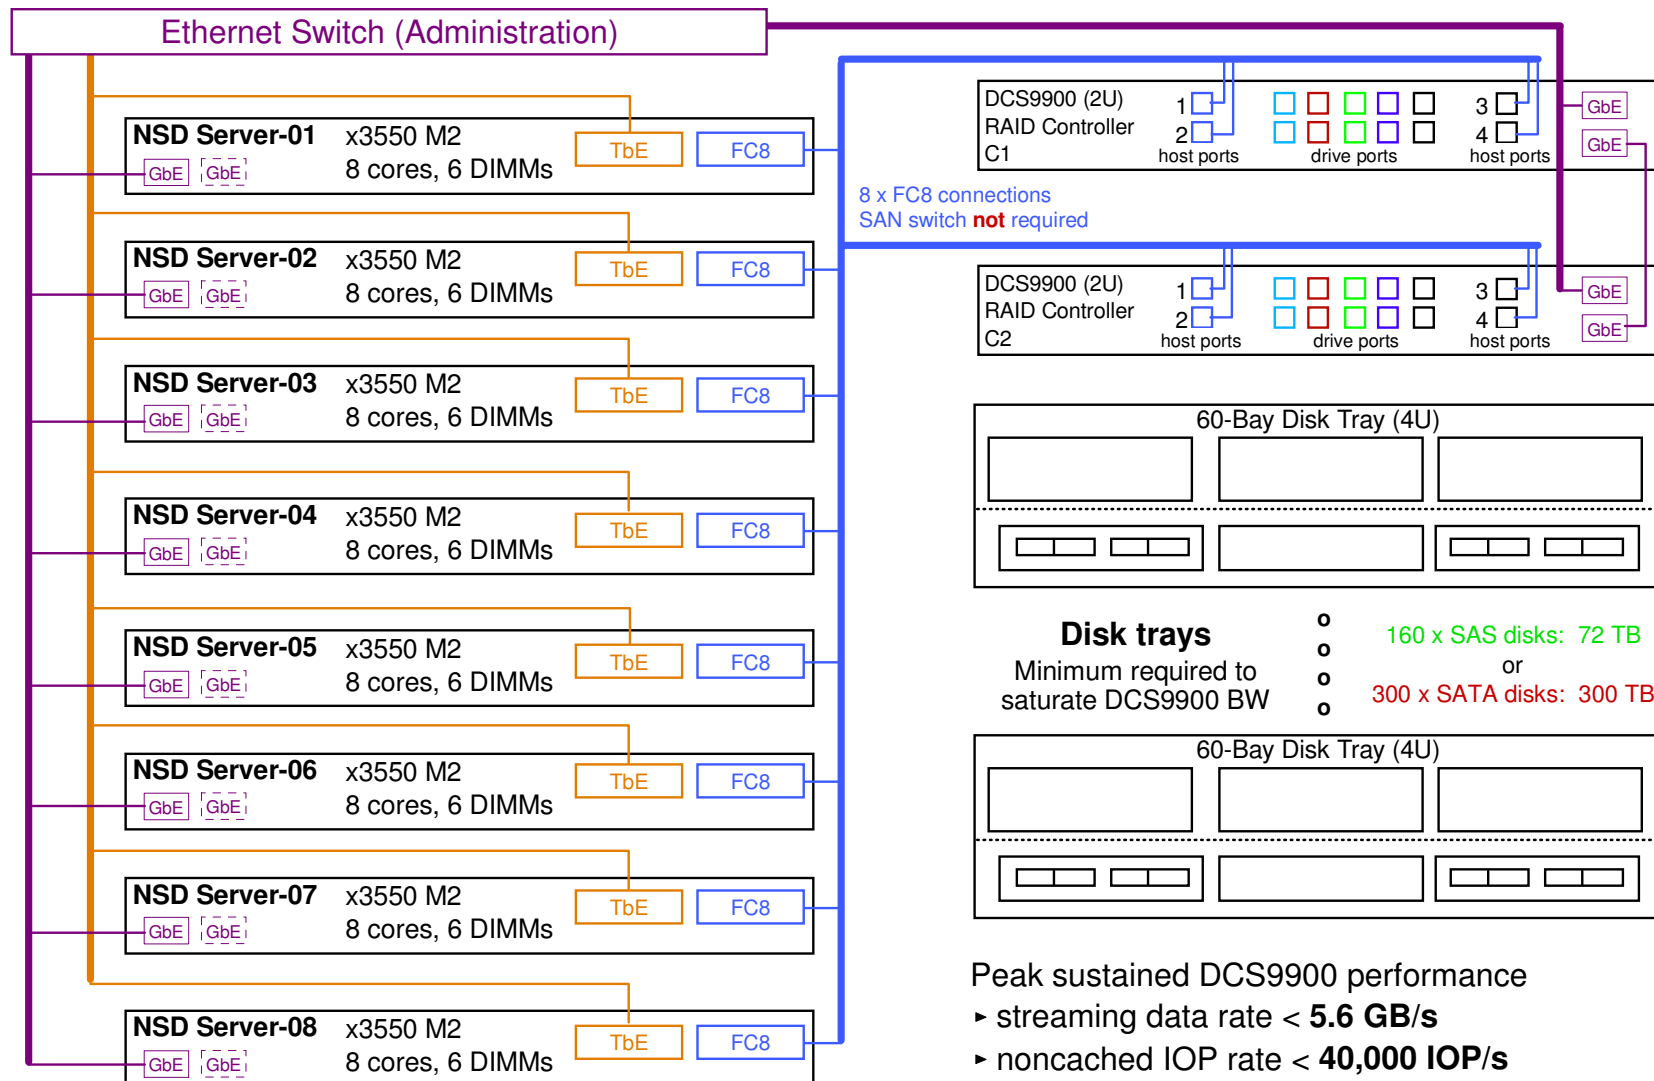 Ethernet Switch (Administration)
NSD Server-01 x3550 M2
8 cores, 6 DIMMs
GbE GbE TbE FC8
NSD Server-02 x3550 M2
8 cores, 6 DIMMs
GbE GbE TbE FC8
NSD Server-03 x3550 M2
8 cores, 6 DIMMs
GbE GbE TbE FC8
NSD Server-04 x3550 M2
8 cores, 6 DIMMs
GbE GbE TbE FC8
NSD Server-05 x3550 M2
8 cores, 6 DIMMs
GbE GbE TbE FC8
NSD Server-06 x3550 M2
8 cores, 6 DIMMs
GbE GbE TbE FC8
NSD Server-07 x3550 M2
8 cores, 6 DIMMs
GbE GbE TbE FC8
NSD Server-08 x3550 M2
8 cores, 6 DIMMs
GbE GbE TbE FC8
DCS9900 (2U) 1 3 GbE
RAID Controller 2 4 GbE
C1 host ports drive ports host ports
8 x FC8 connections
SAN switch not required
DCS9900 (2U) 1 3 GbE
RAID Controller 2 4 GbE
C2 host ports drive ports host ports
60-Bay Disk Tray (4U)
Disk trays
Minimum required to
saturate DCS9900 BW
160 x SAS disks: 72 TB
or
300 x SATA disks: 300 TB
60-Bay Disk Tray (4U)
Peak sustained DCS9900 performance
► streaming data rate < 5.6 GB/s
► noncached IOP rate < 40,000 IOP/s